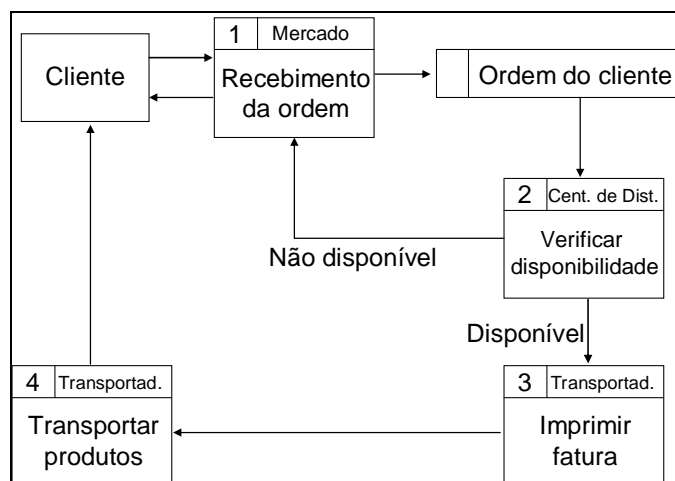 1 Mercado
Cliente
Recebimento
da ordem
Ordem do cliente
2 Cent. de Dist.
Verificar
disponibilidade
Não disponível
Disponível
4 Transportad.
Transportar
produtos
3 Transportad.
Imprimir
fatura